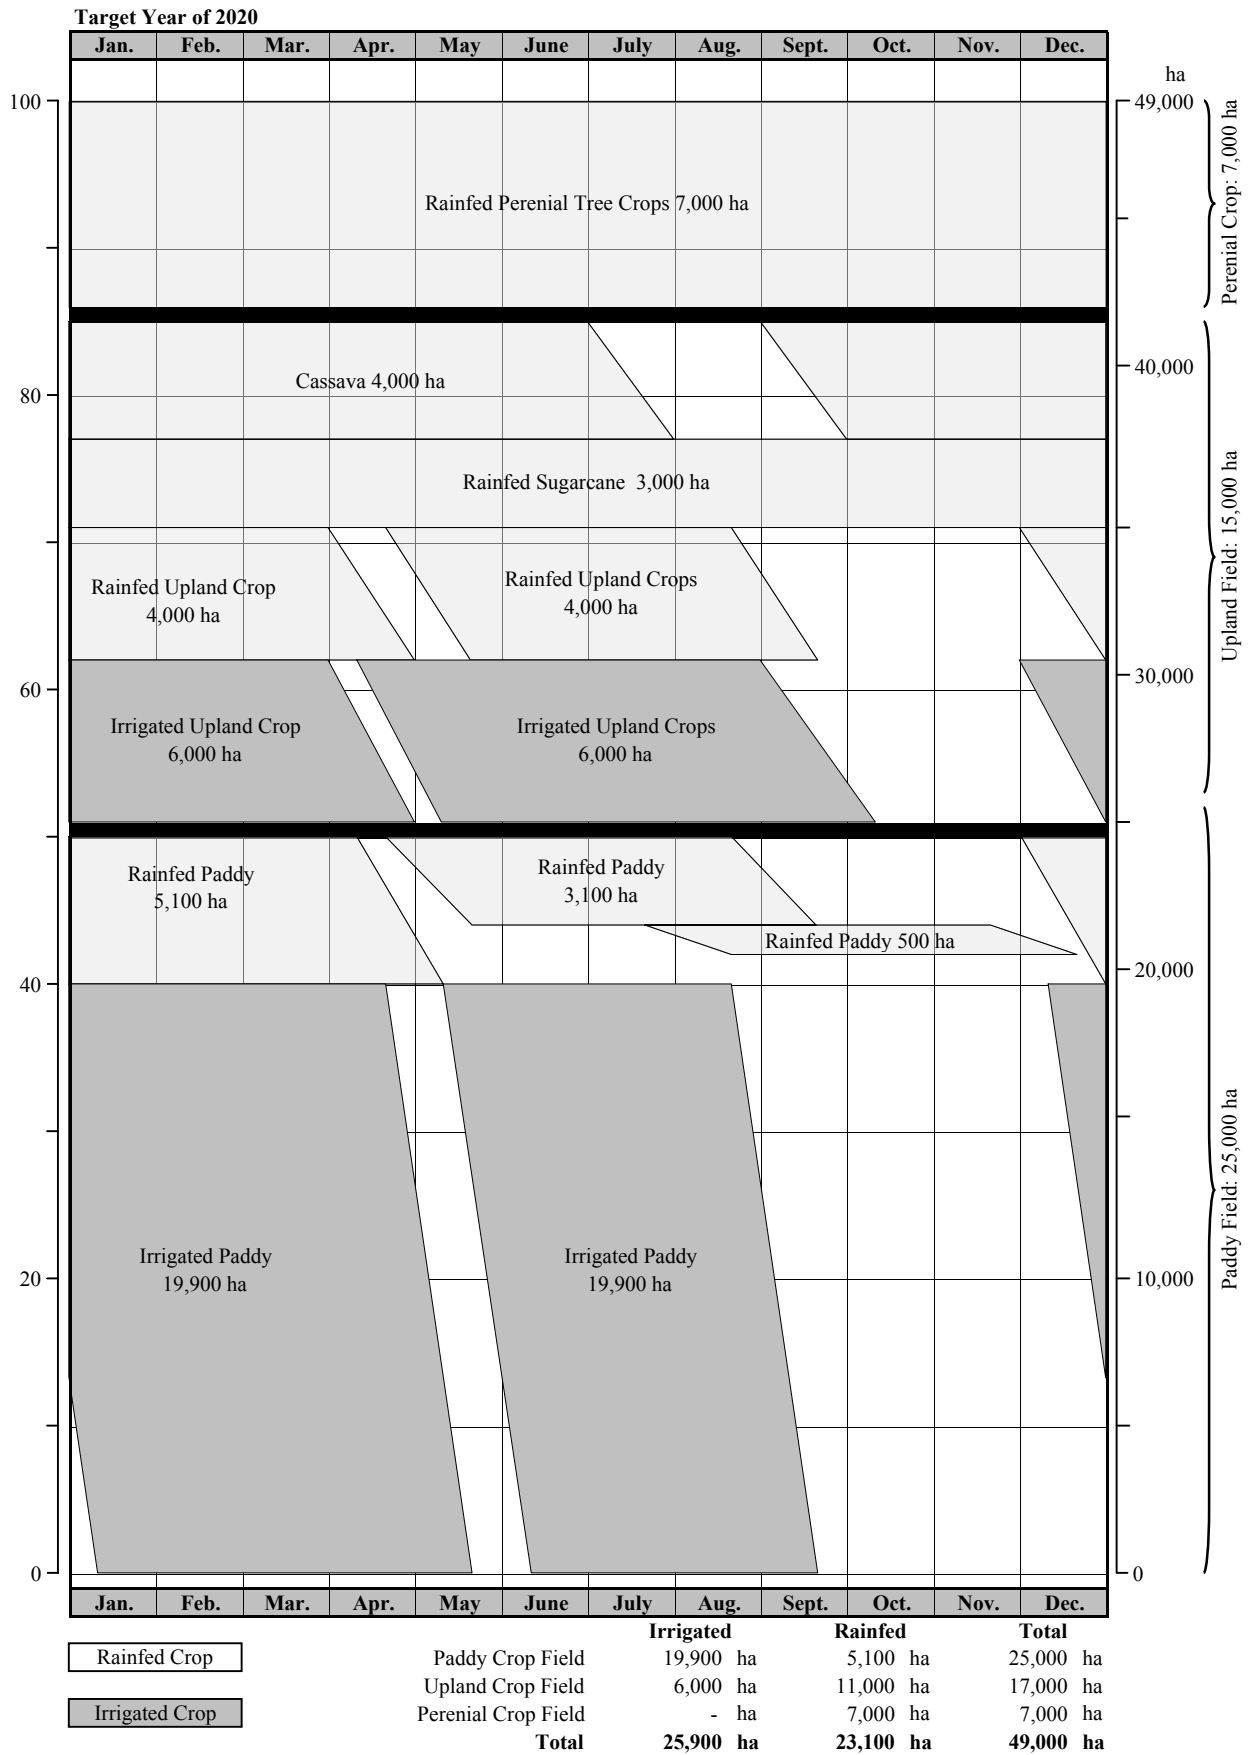 Target Year of 2020
Jan. Feb. Mar. Apr. May June July Aug. Sept. Oct. Nov. Dec.
ha
100
49,000
Perenial Crop: 7,000 ha
Rainfed Perenial Tree Crops 7,000 ha
Cassava 4,000 ha
40,000
80
Rainfed Sugarcane 3,000 ha
Upland Field: 15,000 ha
Rainfed Upland Crop
4,000 ha
Rainfed Upland Crops
4,000 ha
60
30,000
Irrigated Upland Crop
6,000 ha
Irrigated Upland Crops
6,000 ha
Rainfed Paddy
5,100 ha
Rainfed Paddy
3,100 ha
Rainfed Paddy 500 ha
40
20,000
Paddy Field: 25,000 ha
Irrigated Paddy
19,900 ha
Irrigated Paddy
19,900 ha
20
10,000
0
0
Jan. Feb. Mar. Apr. May June July Aug. Sept. Oct. Nov. Dec.
Irrigated Rainfed Total
Rainfed Crop
Paddy Crop Field 19,900 ha 5,100 ha 25,000 ha
Upland Crop Field 6,000 ha 11,000 ha 17,000 ha
Irrigated Crop
Perenial Crop Field - ha 7,000 ha 7,000 ha
Total 25,900 ha 23,100 ha 49,000 ha